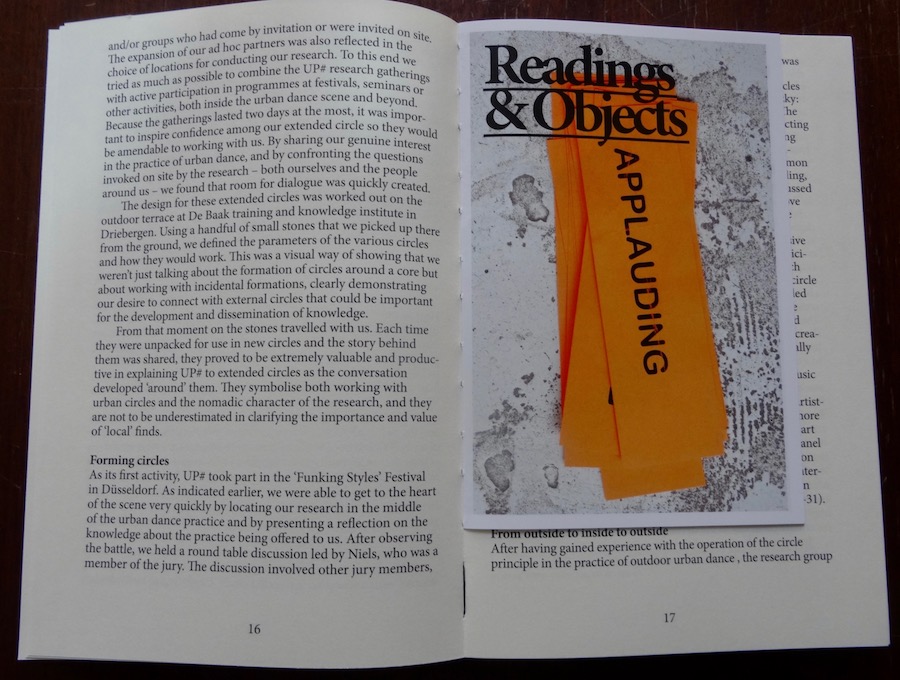 and/or groups who had come by invitation or were invited on site.
The expansion of our ad hoc partners was also reflected in the
choice of locations for conducting our research. To this end we
tried as much as possible to combine the UP# research gatherings
with active participation in programmes at festivals, seminars or
other activities, both inside the urban dance scene and beyond.
Because the gatherings lasted two days at the most, it was impor-
tant to inspire confidence among our extended circle so they would
be amendable to working with us. By sharing our genuine interest
in the practice of urban dance, and by confronting the questions
invoked on site by the research – both ourselves and the people
around us – we found that room for dialogue was quickly created.
The design for these extended circles was worked out on the
outdoor terrace at De Baak training and knowledge institute in
Driebergen. Using a handful of small stones that we picked up there
from the ground, we defined the parameters of the various circles
and how they would work. This was a visual way of showing that we
weren't just talking about the formation of circles around a core but
about working with incidental formations, clearly demonstrating
our desire to connect with external circles that could be important
for the development and dissemination of knowledge.
From that moment on the stones travelled with us. Each time
they were unpacked for use in new circles and the story behind
them was shared, they proved to be extremely valuable and produc-
tive in explaining UP# to extended circles as the conversation
developed 'around' them. They symbolise both working with
urban circles and the nomadic character of the research, and they
are not to be underestimated in clarifying the importance and value
of 'local' finds.
Forming circles
As its first activity, UP# took part in the 'Funking Styles' Festival
in Düsseldorf. As indicated earlier, we were able to get to the heart
of the scene very quickly by locating our research in the middle
of the urban dance practice and by presenting a reflection on the
knowledge about the practice being offered to us. After observing
the battle, we held a round table discussion led by Niels, who was a
member of the jury. The discussion involved other jury members,
16
Readings
& Objects
APPLAUDING
was
circle
art
-31).
From outside to inside to outside
After having gained experience with the operation of the circle
principle in the practice of outdoor urban dance , the research group
17